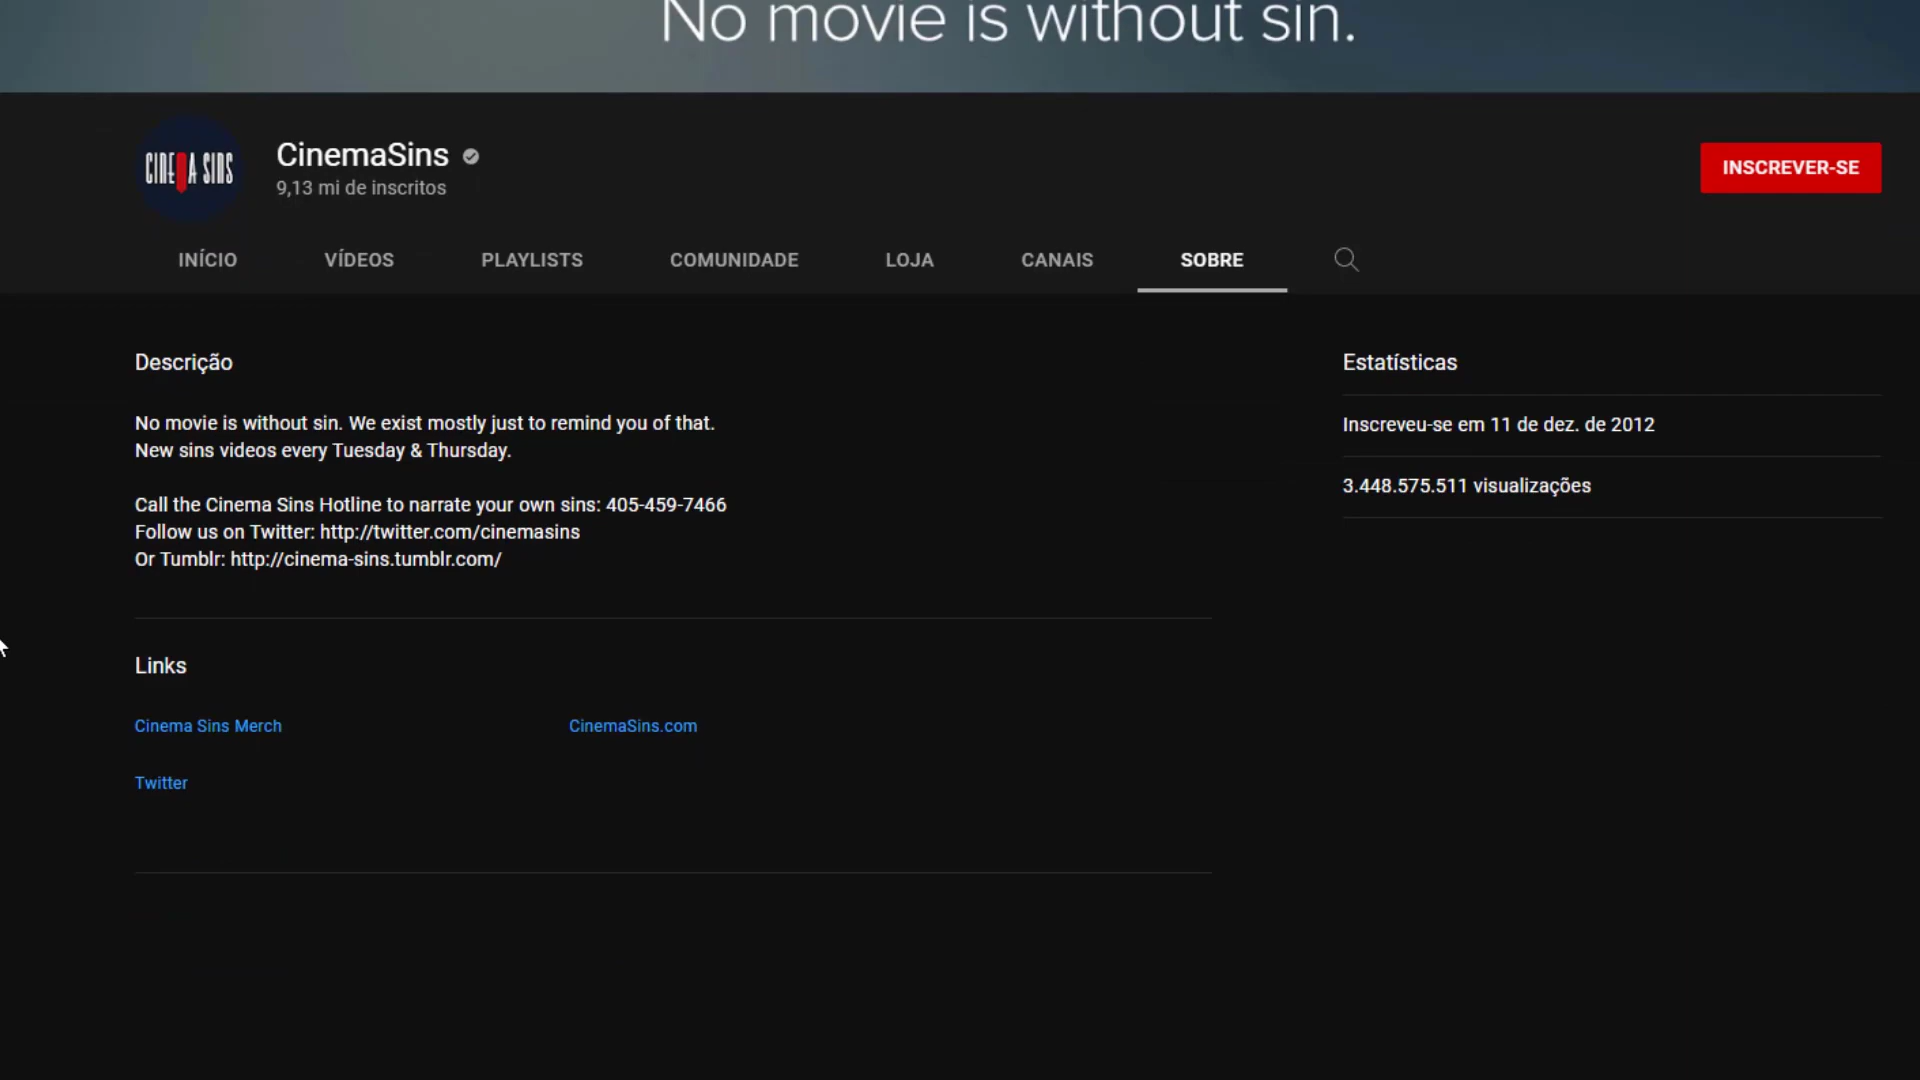 No movie is without sin.
CINEMA SINS
CinemaSins
9,13 mi de inscritos
INSCREVER-SE
INÍCIO VÍDEOS PLAYLISTS COMUNIDADE LOJA CANAIS SOBRE
Descrição
No movie is without sin. We exist mostly just to remind you of that.
New sins videos every Tuesday & Thursday.
Call the Cinema Sins Hotline to narrate your own sins: 405-459-7466
Follow us on Twitter: http://twitter.com/cinemasins
Or Tumblr: http://cinema-sins.tumblr.com/
Links
Cinema Sins Merch CinemaSins.com
Twitter
Estatísticas
Inscreveu-se em 11 de dez. de 2012
3.448.575.511 visualizações